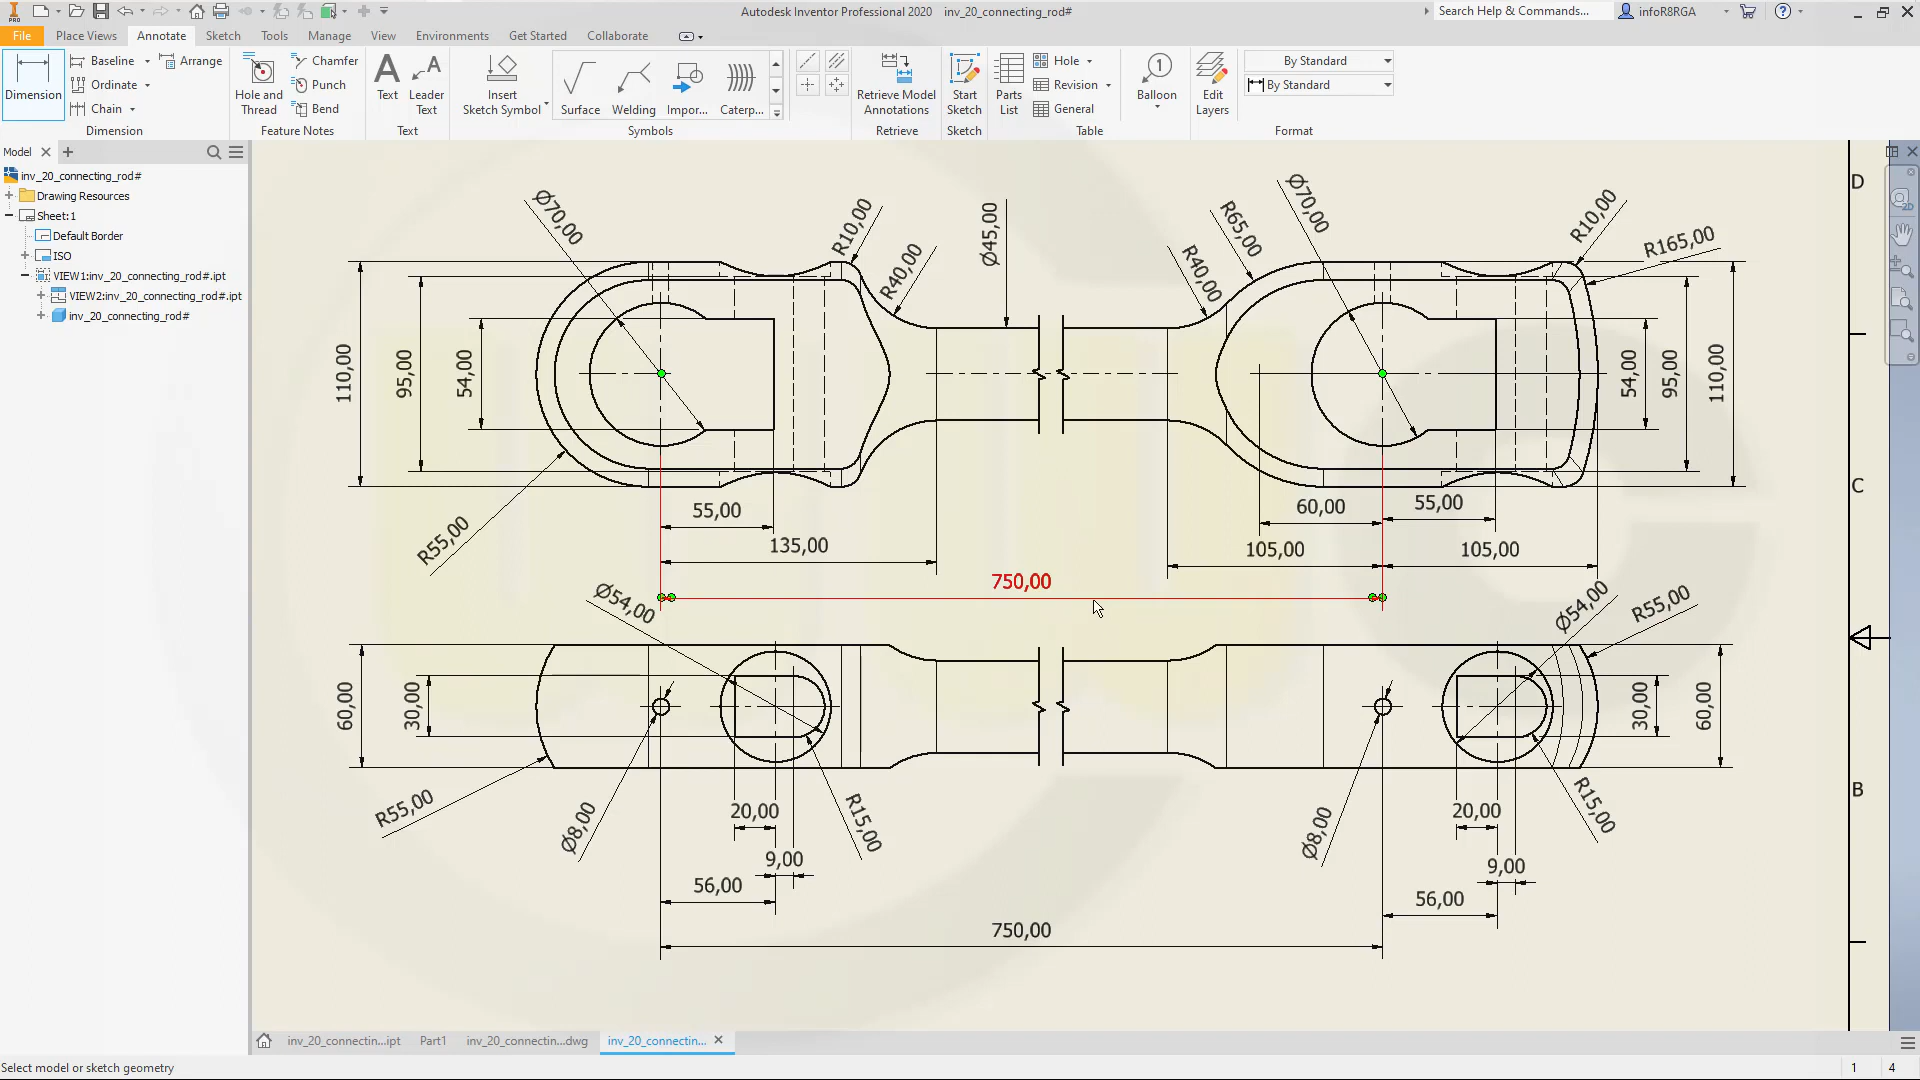 Autodesk Inventor Professional 2020 inv_20_connecting_rod#
Search Help & Commands...
infoR8RGA
PRO
File Place Views Annotate Sketch Tools Manage View Environments Get Started Collaborate
Dimension
Baseline
Ordinate
Chain
Arrange
Dimension
Hole and Thread
Chamfer
Punch
Bend
Feature Notes
Text
Leader Text
Text
Insert Sketch Symbol
Surface
Welding
Impor...
Caterp...
Symbols
Retrieve Model Annotations
Retrieve
Start Sketch
Sketch
Parts List
Hole
Revision
General
Table
Balloon
1
Edit Layers
By Standard
By Standard
Format
Model
inv_20_connecting_rod#
Drawing Resources
Sheet:1
Default Border
ISO
VIEW1:inv_20_connecting_rod#.ipt
VIEW2:inv_20_connecting_rod#.ipt
inv_20_connecting_rod#
Ø70,00
R10,00
R40,00
Ø45,00
R65,00
R40,00
Ø70,00
R10,00
R165,00
110,00
95,00
54,00
54,00
95,00
110,00
R55,00
55,00
135,00
60,00
55,00
105,00
105,00
750,00
Ø54,00
Ø54,00
R55,00
60,00
30,00
30,00
60,00
R55,00
Ø8,00
20,00
R15,00
9,00
56,00
Ø8,00
20,00
R15,00
9,00
56,00
750,00
D
C
B
2D
inv_20_connectin...ipt
Part1
inv_20_connectin...dwg
inv_20_connectin...
Select model or sketch geometry
1
4